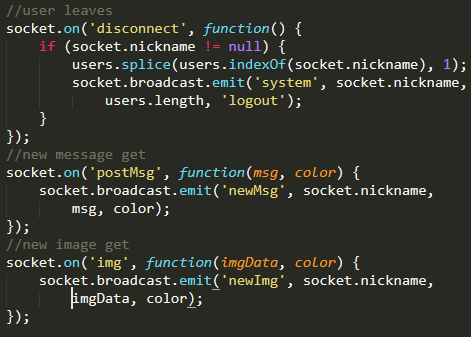 //user leaves
socket.on('disconnect', function() {
    if (socket.nickname != null) {
        users.splice(users.indexOf(socket.nickname), 1);
        socket.broadcast.emit('system', socket.nickname,
            users.length, 'logout');
    }
});
//new message get
socket.on('postMsg', function(msg, color) {
    socket.broadcast.emit('newMsg', socket.nickname,
        msg, color);
});
//new image get
socket.on('img', function(imgData, color) {
    socket.broadcast.emit('newImg', socket.nickname,
        imgData, color);
});